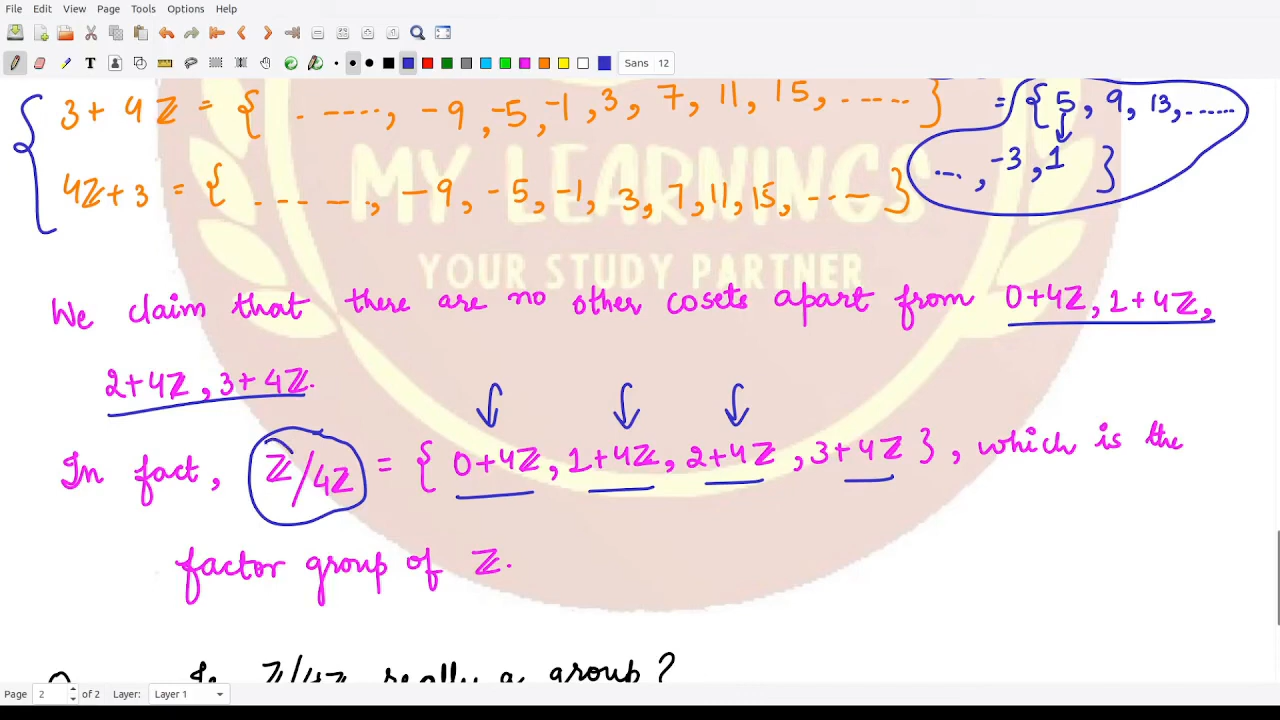 File Edit View Page Tools Options Help
Sans 12
3 + 4ℤ = { . ....., -9, -5, -1, 3, 7, 11, 15, ...... }
= { 5, 9, 13, ......
..., -3, 1 }
4ℤ + 3 = { ......, -9, -5, -1, 3, 7, 11, 15, ..... }
MY LEARNINGS
YOUR STUDY PARTNER
We claim that there are no other cosets apart from 0+4ℤ, 1+4ℤ,
2+4ℤ, 3+4ℤ.
In fact, ℤ/4ℤ = { 0+4ℤ, 1+4ℤ, 2+4ℤ, 3+4ℤ }, which is the
factor group of ℤ.
Is ℤ/4ℤ really a group?
Page 2 of 2 Layer: Layer 1